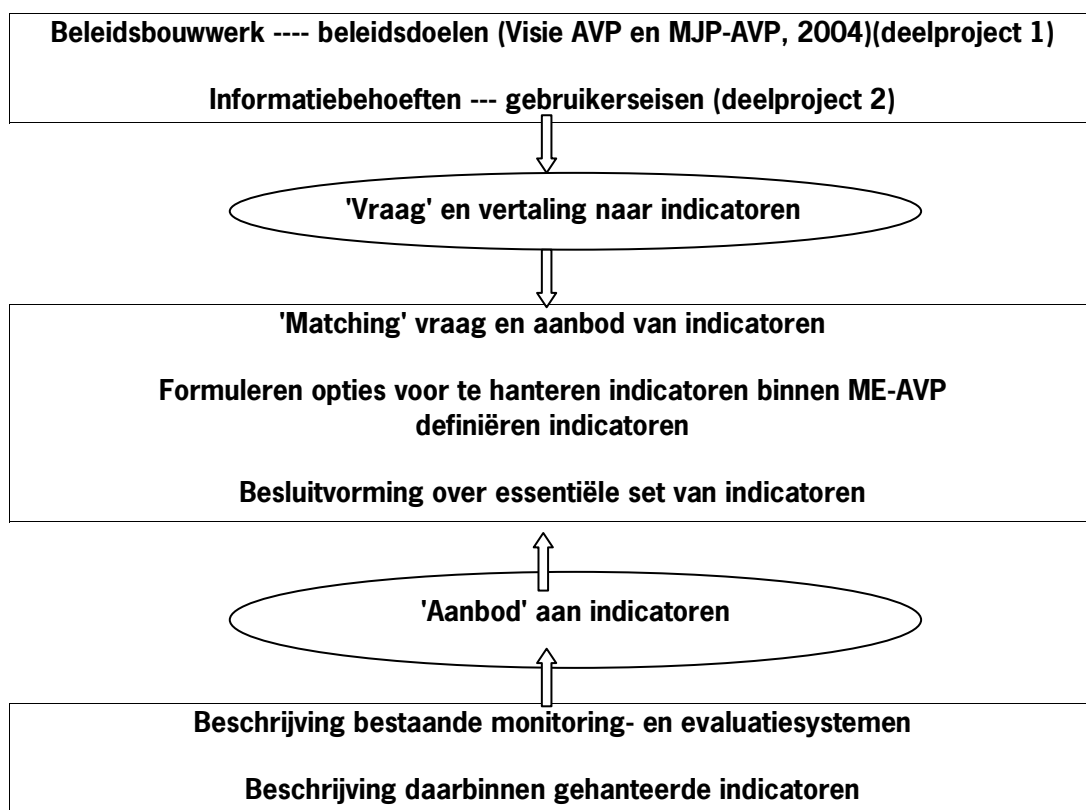 Beleidsbouwwerk ---- beleidsdoelen (Visie AVP en MJP-AVP, 2004)(deelproject 1)
Informatiebehoeften --- gebruikerseisen (deelproject 2)
'Vraag' en vertaling naar indicatoren
'Matching' vraag en aanbod van indicatoren
Formuleren opties voor te hanteren indicatoren binnen ME-AVP
definiëren indicatoren
Besluitvorming over essentiële set van indicatoren
'Aanbod' aan indicatoren
Beschrijving bestaande monitoring- en evaluatiesystemen
Beschrijving daarbinnen gehanteerde indicatoren